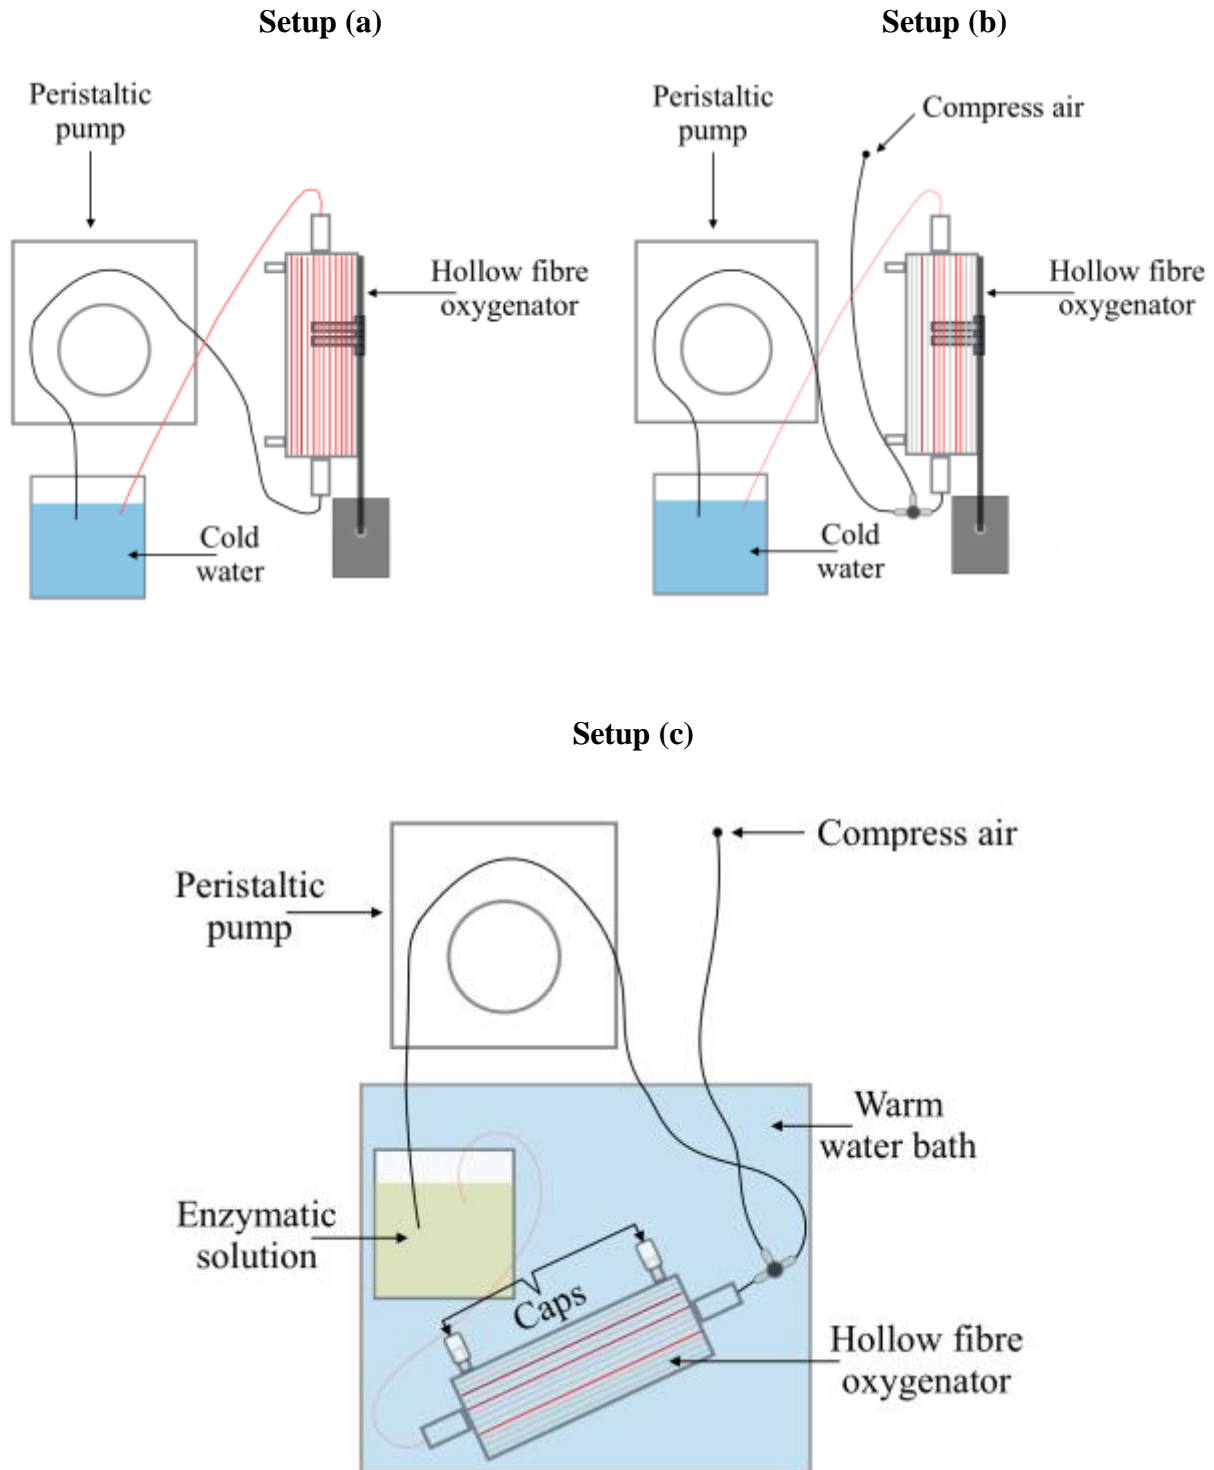 Setup (a)
Setup (b)
Peristaltic
pump
Hollow fibre
oxygenator
Cold
water
Peristaltic
pump
Compress air
Hollow fibre
oxygenator
Cold
water
Setup (c)
Peristaltic
pump
Compress air
Warm
water bath
Enzymatic
solution
Caps
Hollow fibre
oxygenator